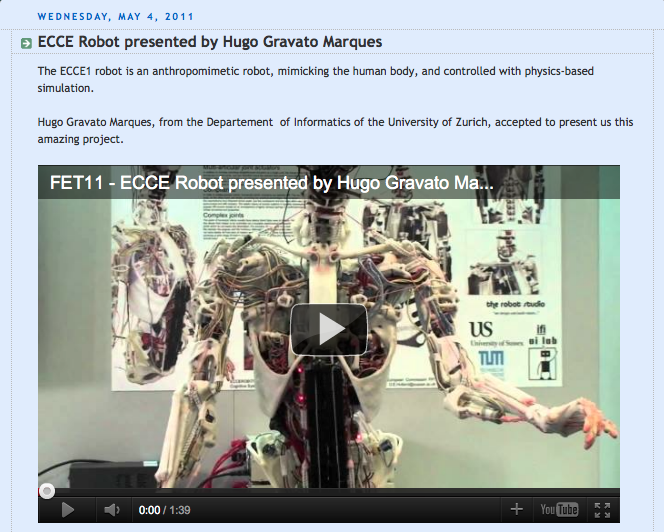 WEDNESDAY, MAY 4, 2011
ECCE Robot presented by Hugo Gravato Marques
The ECCE1 robot is an anthropomimetic robot, mimicking the human body, and controlled with physics-based
simulation.
Hugo Gravato Marques, from the Departement of Informatics of the University of Zurich, accepted to present us this
amazing project.
FET11 - ECCE Robot presented by Hugo Gravato Ma...
Complex joints
the robot studio
US
University of Sussex
ifi
ai lab
TUM
0:00 / 1:39
YouTube